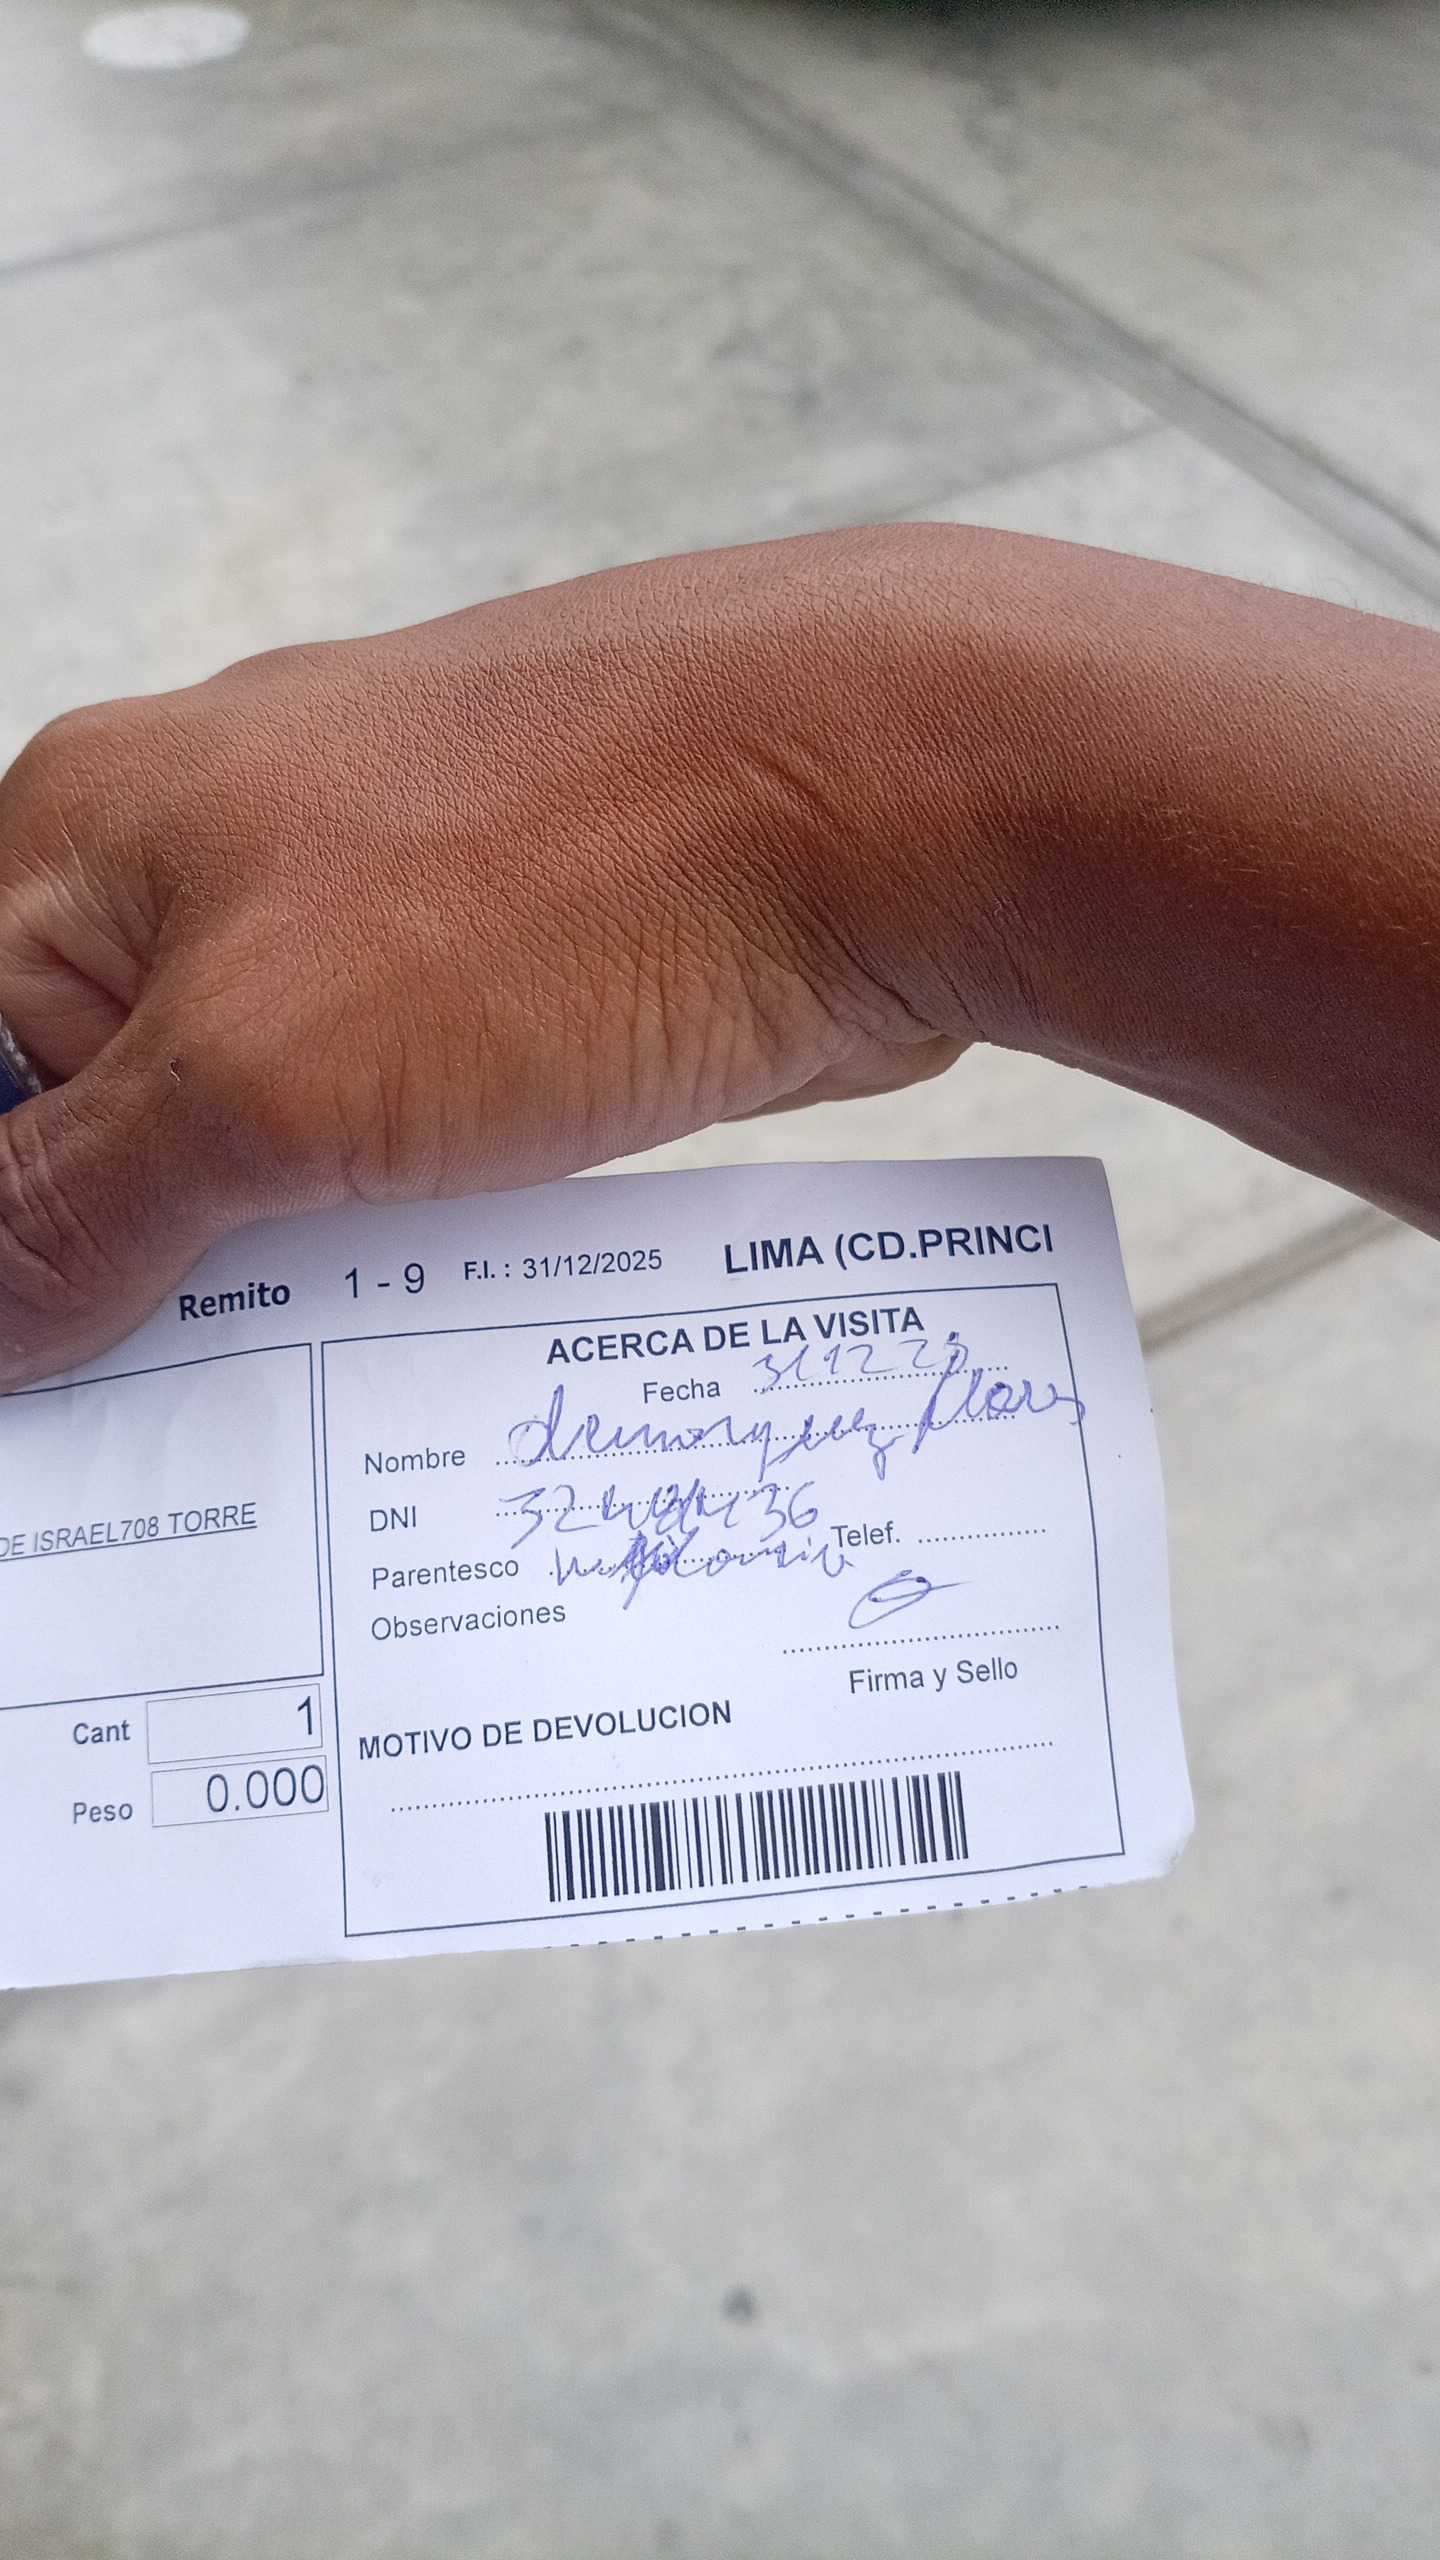 Remito 1 - 9 F.I. : 31/12/2025 LIMA (CD.PRINCI
ACERCA DE LA VISITA
Fecha 31 12 25
Nombre Flores
DNI
Parentesco Telef.
Observaciones
Firma y Sello
MOTIVO DE DEVOLUCION
DE ISRAEL708 TORRE
Cant 1
Peso 0.000